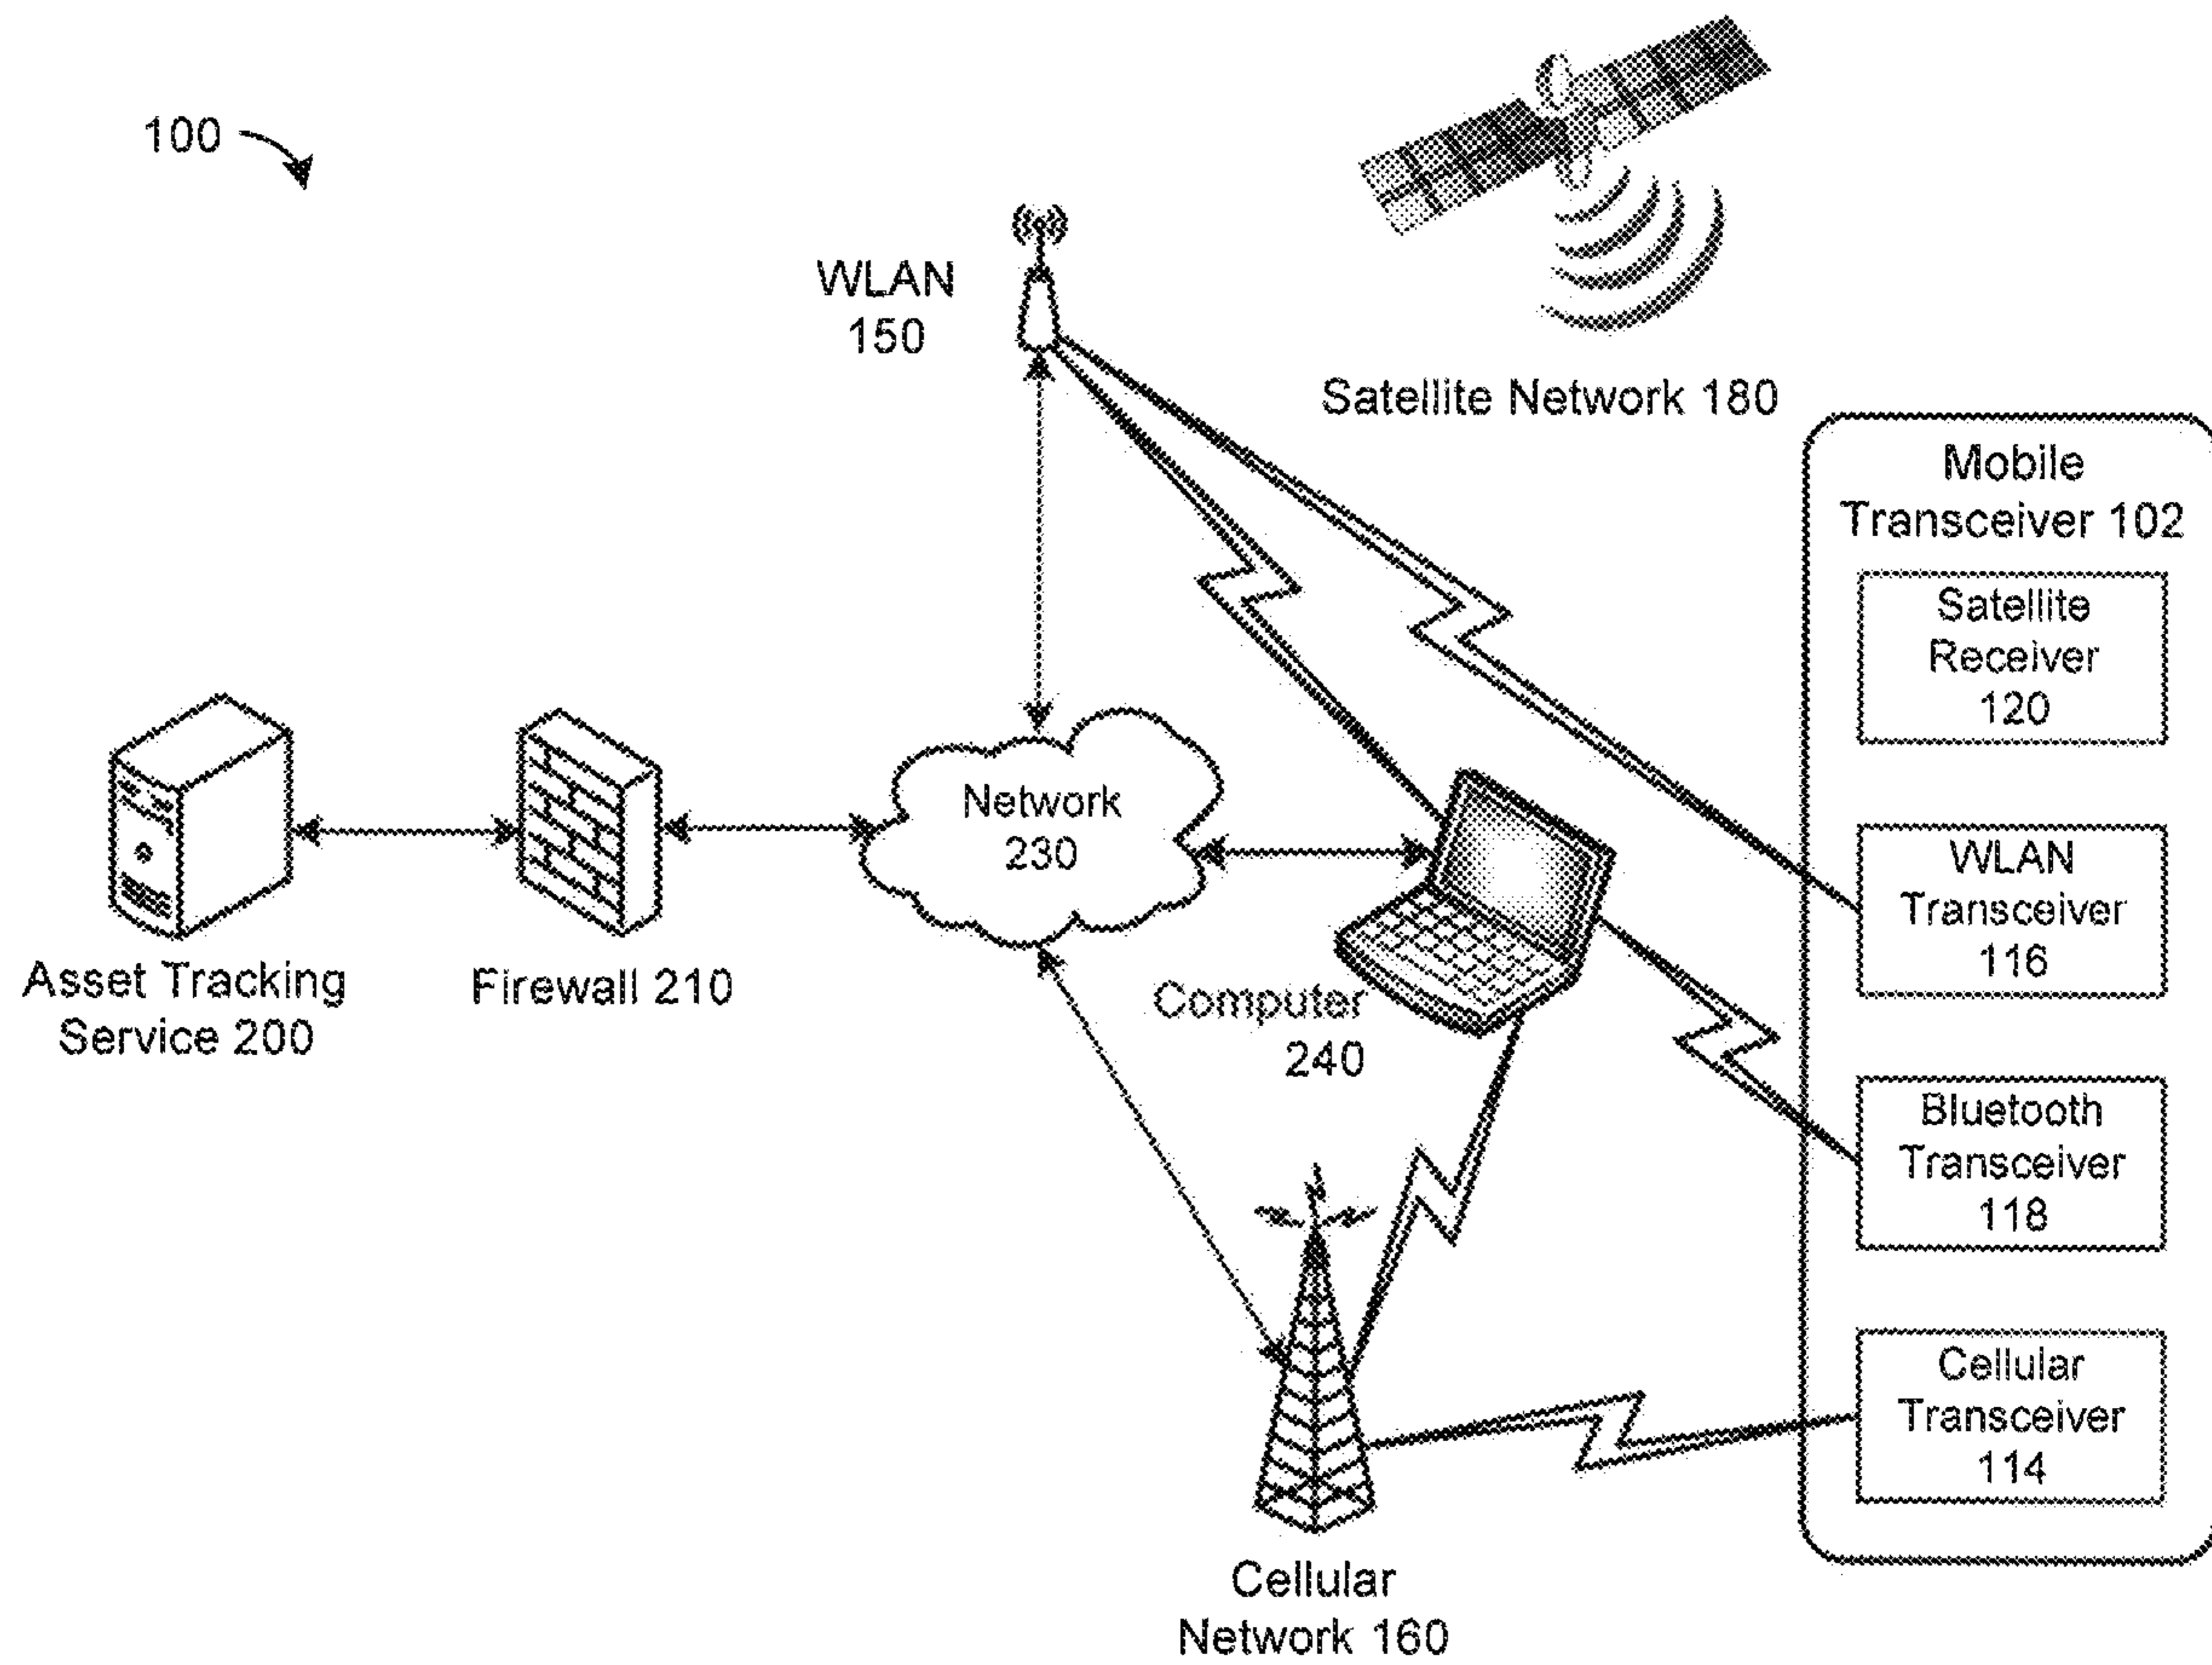 100
WLAN
150
Satellite Network 180
Mobile
Transceiver 102
Satellite
Receiver
120
WLAN
Transceiver
116
Bluetooth
Transceiver
118
Cellular
Transceiver
114
Asset Tracking
Service 200
Firewall 210
Network
230
Computer
240
Cellular
Network 160